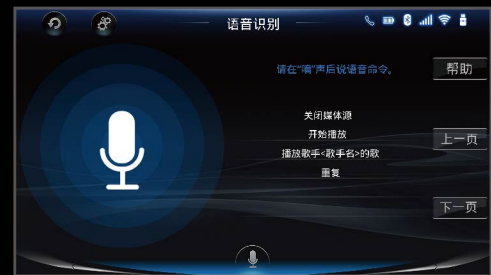 语音识别
请在“嘀”声后说语音命令。
帮助
关闭媒体源
开始播放
上一页
播放歌手<歌手名>的歌
重复
下一页